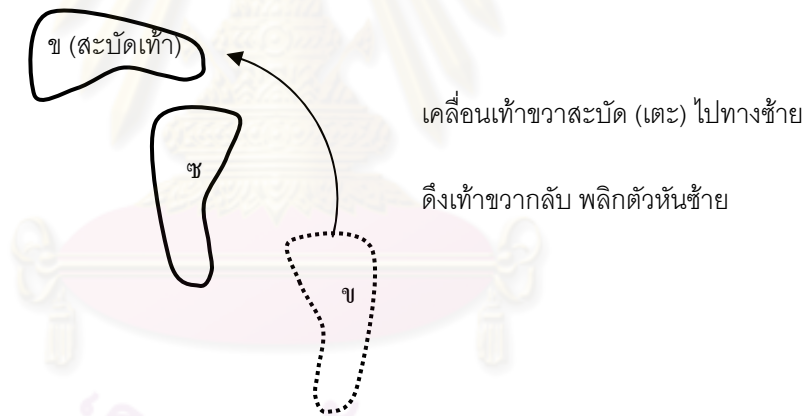 ข (สะบัดเท้า)
เคลื่อนเท้าขวาสะบัด (เตะ) ไปทางซ้าย
ซ
ดึงเท้าขวากลับ พลิกตัวหันซ้าย
ข